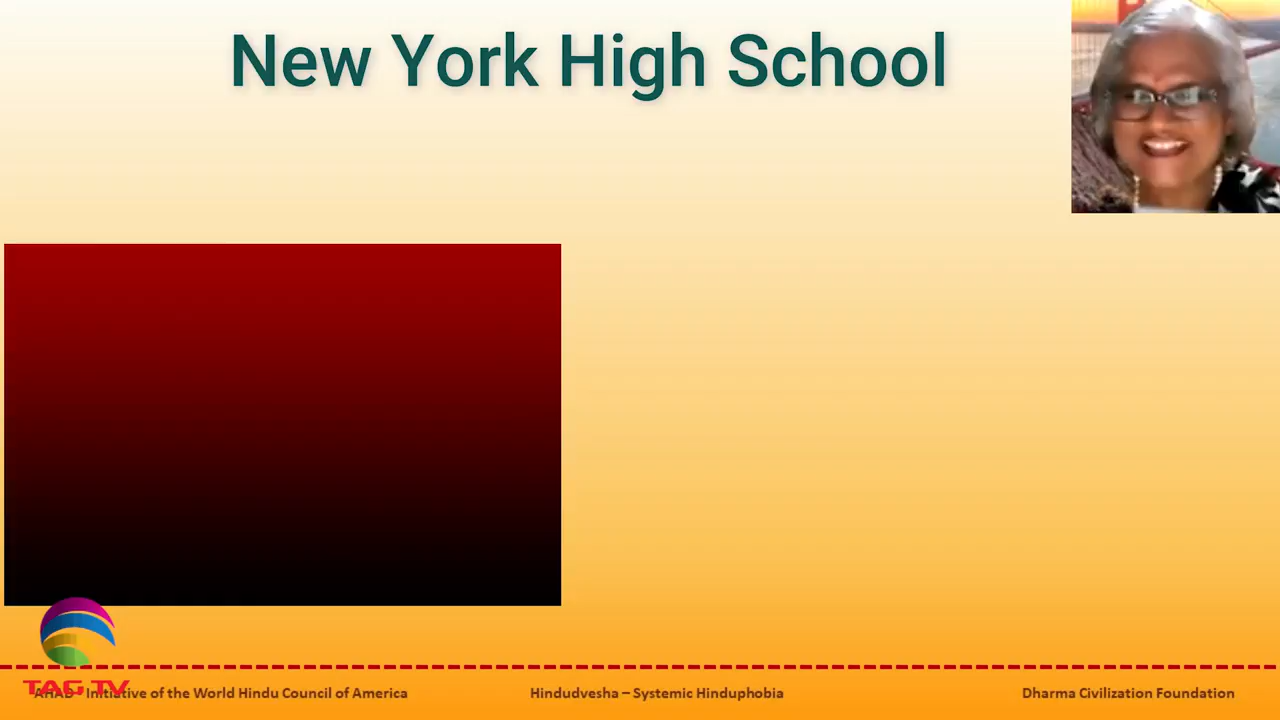 New York High School
TAG TV
AHAD - Initiative of the World Hindu Council of America
Hindudvesha – Systemic Hinduphobia
Dharma Civilization Foundation